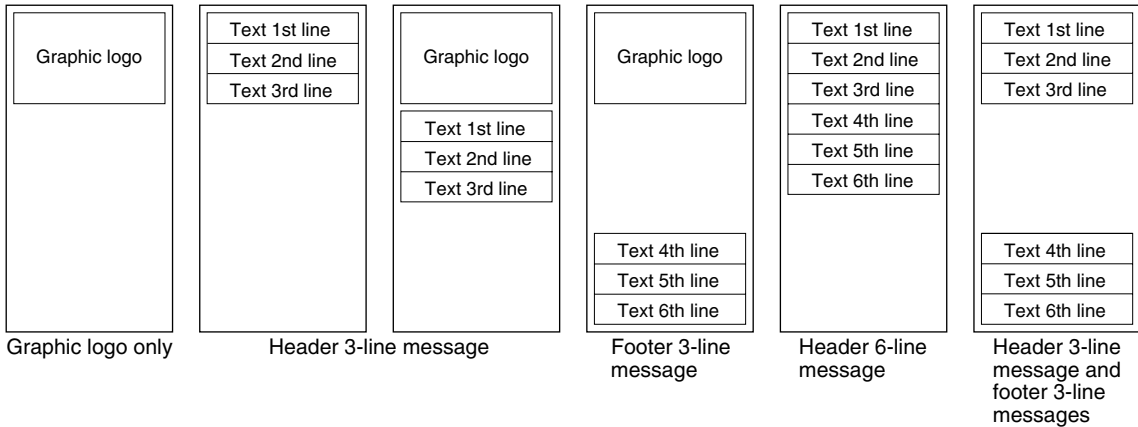 Graphic logo
Graphic logo only
Text 1st line
Text 2nd line
Text 3rd line
Graphic logo
Text 1st line
Text 2nd line
Text 3rd line
Header 3-line message
Graphic logo
Text 4th line
Text 5th line
Text 6th line
Footer 3-line
message
Text 1st line
Text 2nd line
Text 3rd line
Text 4th line
Text 5th line
Text 6th line
Header 6-line
message
Text 1st line
Text 2nd line
Text 3rd line
Text 4th line
Text 5th line
Text 6th line
Header 3-line
message and
footer 3-line
messages